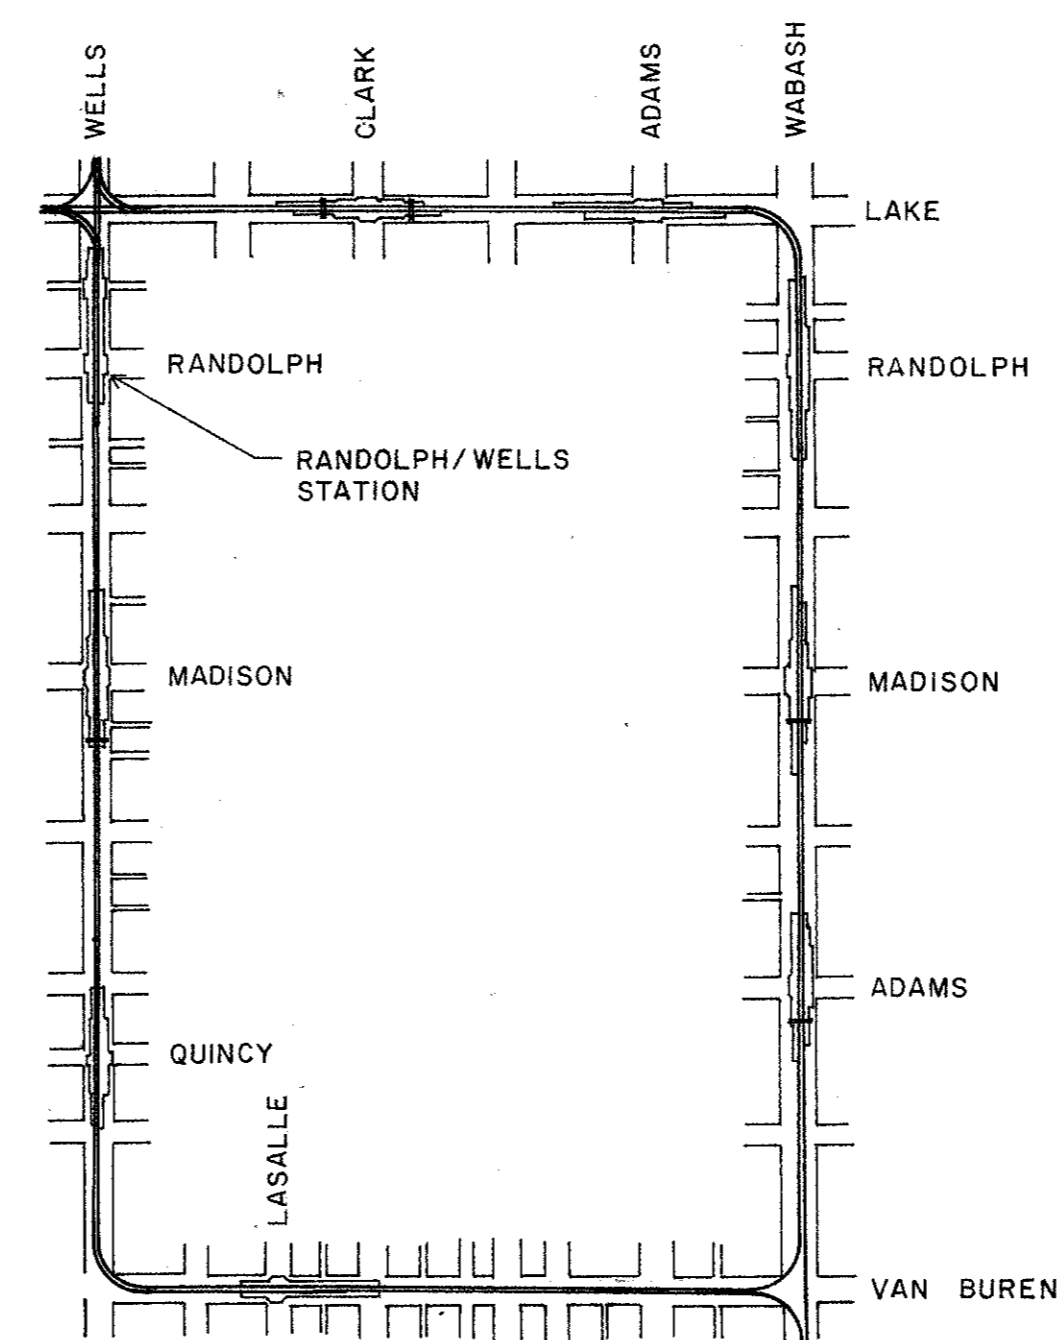 WELLS
CLARK
ADAMS
WABASH
LAKE
RANDOLPH
RANDOLPH
RANDOLPH/WELLS
STATION
MADISON
MADISON
ADAMS
QUINCY
LASALLE
VAN BUREN